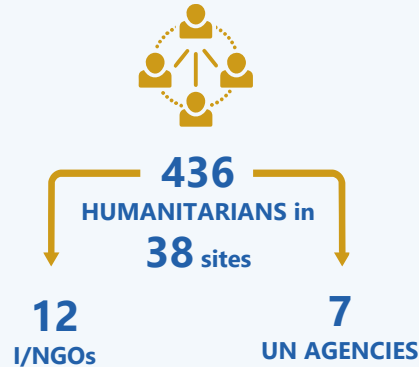 436
HUMANITARIANS in
38 sites
12
I/NGOs
7
UN AGENCIES